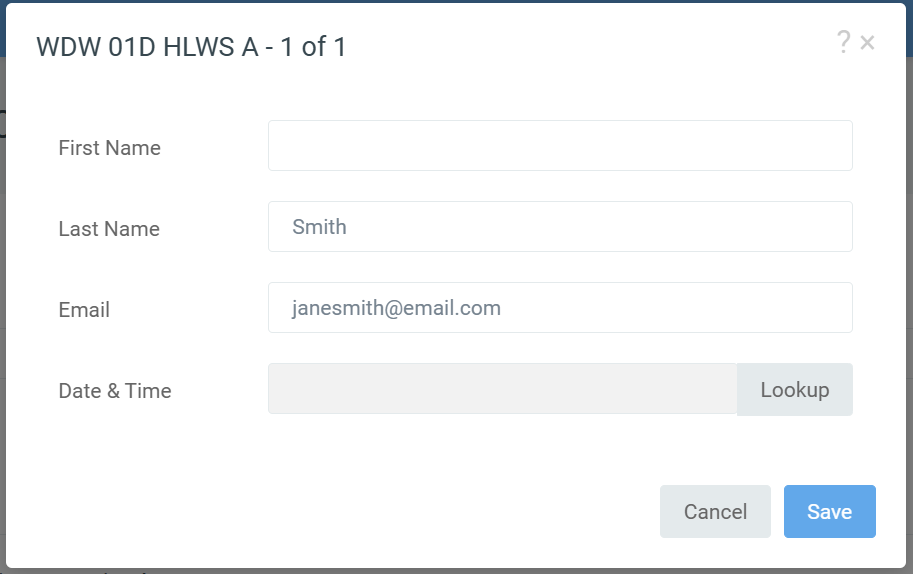 WDW 01D HLWS A - 1 of 1
? ×
First Name
Last Name Smith
Email janesmith@email.com
Date & Time Lookup
Cancel Save